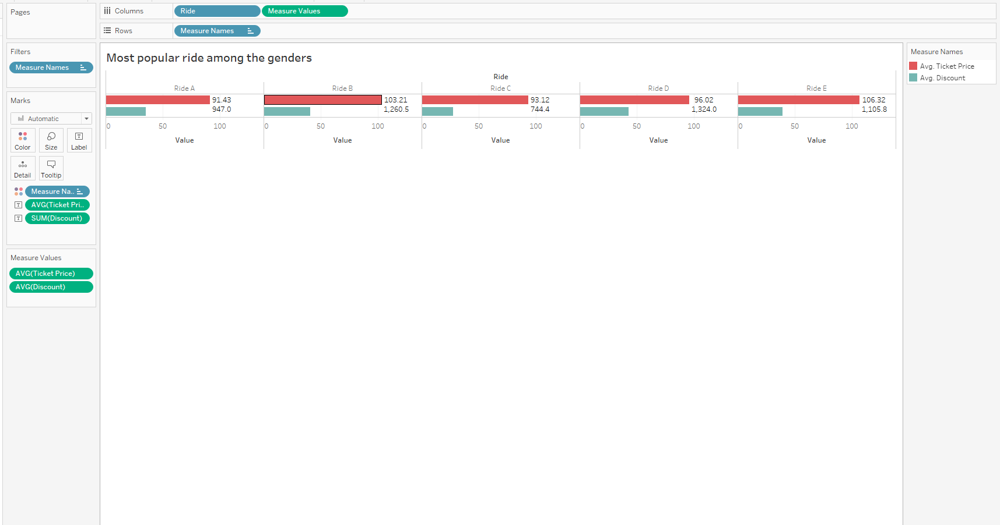 Pages
Columns
Ride
Measure Values
Rows
Measure Names
Filters
Measure Names
Marks
Automatic
Color
Size
Label
Detail
Tooltip
Measure Na..
AVG(Ticket Pri..
SUM(Discount)
Measure Values
AVG(Ticket Price)
AVG(Discount)
Most popular ride among the genders
Ride
Ride A Ride B Ride C Ride D Ride E
91.43 103.21 93.12 96.02 106.32
947.0 1,260.5 744.4 1,324.0 1,105.8
0 50 100 0 50 100 0 50 100 0 50 100 0 50 100
Value Value Value Value Value
Measure Names
Avg. Ticket Price
Avg. Discount